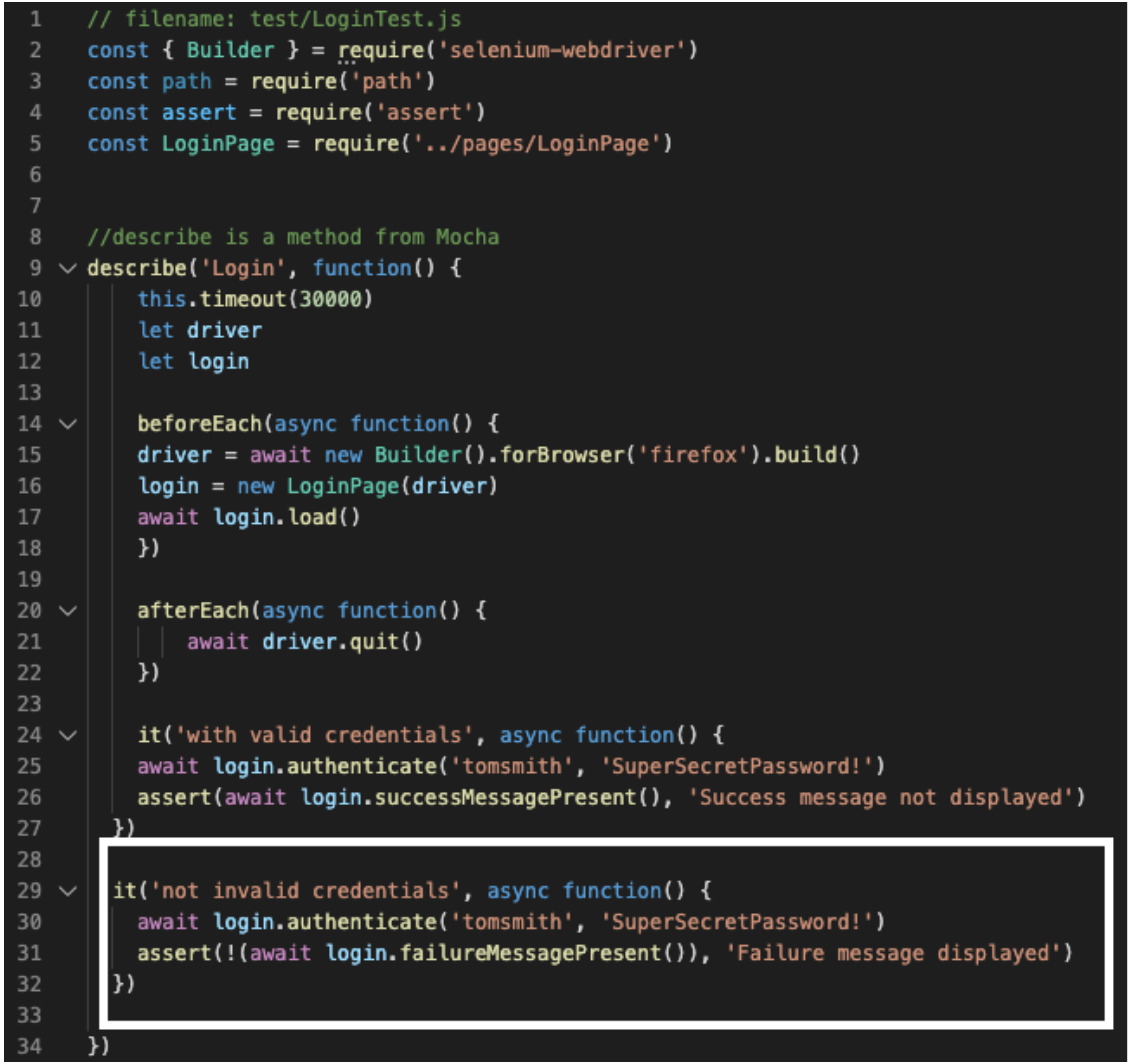 1 // filename: test/LoginTest.js
2 const { Builder } = require('selenium-webdriver')
3 const path = require('path')
4 const assert = require('assert')
5 const LoginPage = require('../pages/LoginPage')
6
7
8 //describe is a method from Mocha
9 describe('Login', function() {
10 this.timeout(30000)
11 let driver
12 let login
13
14 beforeEach(async function() {
15 driver = await new Builder().forBrowser('firefox').build()
16 login = new LoginPage(driver)
17 await login.load()
18 })
19
20 afterEach(async function() {
21 await driver.quit()
22 })
23
24 it('with valid credentials', async function() {
25 await login.authenticate('tomsmith', 'SuperSecretPassword!')
26 assert(await login.successMessagePresent(), 'Success message not displayed')
27 })
28
29 it('not invalid credentials', async function() {
30 await login.authenticate('tomsmith', 'SuperSecretPassword!')
31 assert(!(await login.failureMessagePresent()), 'Failure message displayed')
32 })
33
34 })